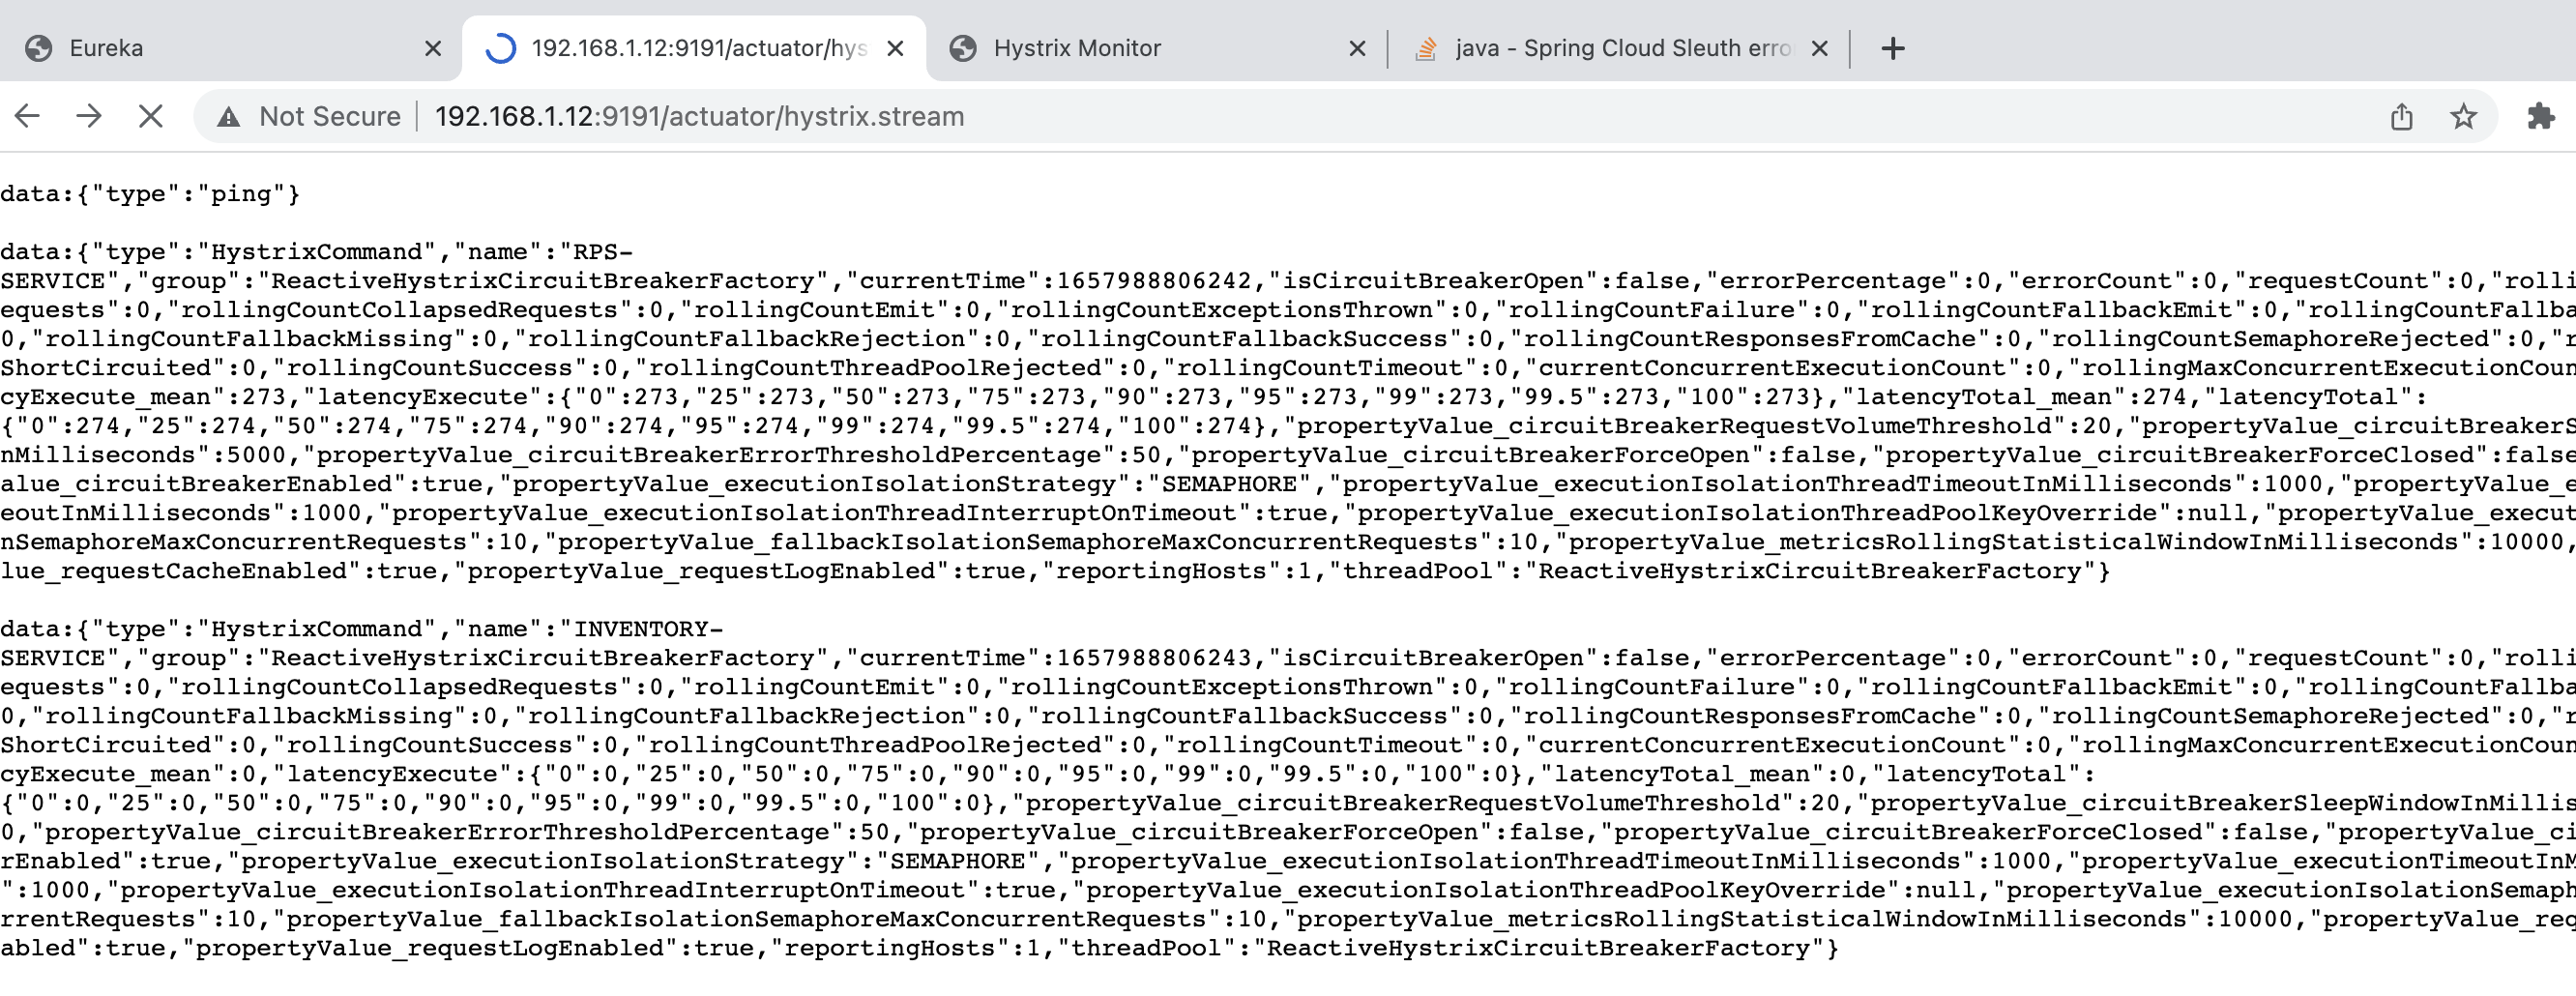 Eureka
192.168.1.12:9191/actuator/hys
Hystrix Monitor
java - Spring Cloud Sleuth erro
Not Secure
192.168.1.12:9191/actuator/hystrix.stream
data:{"type":"ping"}
data:{"type":"HystrixCommand","name":"RPS-
SERVICE","group":"ReactiveHystrixCircuitBreakerFactory","currentTime":1657988806242,"isCircuitBreakerOpen":false,"errorPercentage":0,"errorCount":0,"requestCount":0,"rolli
equests":0,"rollingCountCollapsedRequests":0,"rollingCountEmit":0,"rollingCountExceptionsThrown":0,"rollingCountFailure":0,"rollingCountFallbackEmit":0,"rollingCountFallba
0,"rollingCountFallbackMissing":0,"rollingCountFallbackRejection":0,"rollingCountFallbackSuccess":0,"rollingCountResponsesFromCache":0,"rollingCountSemaphoreRejected":0,"r
ShortCircuited":0,"rollingCountSuccess":0,"rollingCountThreadPoolRejected":0,"rollingCountTimeout":0,"currentConcurrentExecutionCount":0,"rollingMaxConcurrentExecutionCoun
cyExecute_mean":273,"latencyExecute":{"0":273,"25":273,"50":273,"75":273,"90":273,"95":273,"99":273,"99.5":273,"100":273},"latencyTotal_mean":274,"latencyTotal":
{"0":274,"25":274,"50":274,"75":274,"90":274,"95":274,"99":274,"99.5":274,"100":274},"propertyValue_circuitBreakerRequestVolumeThreshold":20,"propertyValue_circuitBreakerS
nMilliseconds":5000,"propertyValue_circuitBreakerErrorThresholdPercentage":50,"propertyValue_circuitBreakerForceOpen":false,"propertyValue_circuitBreakerForceClosed":false
alue_circuitBreakerEnabled":true,"propertyValue_executionIsolationStrategy":"SEMAPHORE","propertyValue_executionIsolationThreadTimeoutInMilliseconds":1000,"propertyValue_e
eoutInMilliseconds":1000,"propertyValue_executionIsolationThreadInterruptOnTimeout":true,"propertyValue_executionIsolationThreadPoolKeyOverride":null,"propertyValue_execut
nSemaphoreMaxConcurrentRequests":10,"propertyValue_fallbackIsolationSemaphoreMaxConcurrentRequests":10,"propertyValue_metricsRollingStatisticalWindowInMilliseconds":10000,
lue_requestCacheEnabled":true,"propertyValue_requestLogEnabled":true,"reportingHosts":1,"threadPool":"ReactiveHystrixCircuitBreakerFactory"}
data:{"type":"HystrixCommand","name":"INVENTORY-
SERVICE","group":"ReactiveHystrixCircuitBreakerFactory","currentTime":1657988806243,"isCircuitBreakerOpen":false,"errorPercentage":0,"errorCount":0,"requestCount":0,"rolli
equests":0,"rollingCountCollapsedRequests":0,"rollingCountEmit":0,"rollingCountExceptionsThrown":0,"rollingCountFailure":0,"rollingCountFallbackEmit":0,"rollingCountFallba
0,"rollingCountFallbackMissing":0,"rollingCountFallbackRejection":0,"rollingCountFallbackSuccess":0,"rollingCountResponsesFromCache":0,"rollingCountSemaphoreRejected":0,"r
ShortCircuited":0,"rollingCountSuccess":0,"rollingCountThreadPoolRejected":0,"rollingCountTimeout":0,"currentConcurrentExecutionCount":0,"rollingMaxConcurrentExecutionCoun
cyExecute_mean":0,"latencyExecute":{"0":0,"25":0,"50":0,"75":0,"90":0,"95":0,"99":0,"99.5":0,"100":0},"latencyTotal_mean":0,"latencyTotal":
{"0":0,"25":0,"50":0,"75":0,"90":0,"95":0,"99":0,"99.5":0,"100":0},"propertyValue_circuitBreakerRequestVolumeThreshold":20,"propertyValue_circuitBreakerSleepWindowInMillis
0,"propertyValue_circuitBreakerErrorThresholdPercentage":50,"propertyValue_circuitBreakerForceOpen":false,"propertyValue_circuitBreakerForceClosed":false,"propertyValue_ci
rEnabled":true,"propertyValue_executionIsolationStrategy":"SEMAPHORE","propertyValue_executionIsolationThreadTimeoutInMilliseconds":1000,"propertyValue_executionTimeoutInM
":1000,"propertyValue_executionIsolationThreadInterruptOnTimeout":true,"propertyValue_executionIsolationThreadPoolKeyOverride":null,"propertyValue_executionIsolationSemaph
rrentRequests":10,"propertyValue_fallbackIsolationSemaphoreMaxConcurrentRequests":10,"propertyValue_metricsRollingStatisticalWindowInMilliseconds":10000,"propertyValue_req
abled":true,"propertyValue_requestLogEnabled":true,"reportingHosts":1,"threadPool":"ReactiveHystrixCircuitBreakerFactory"}